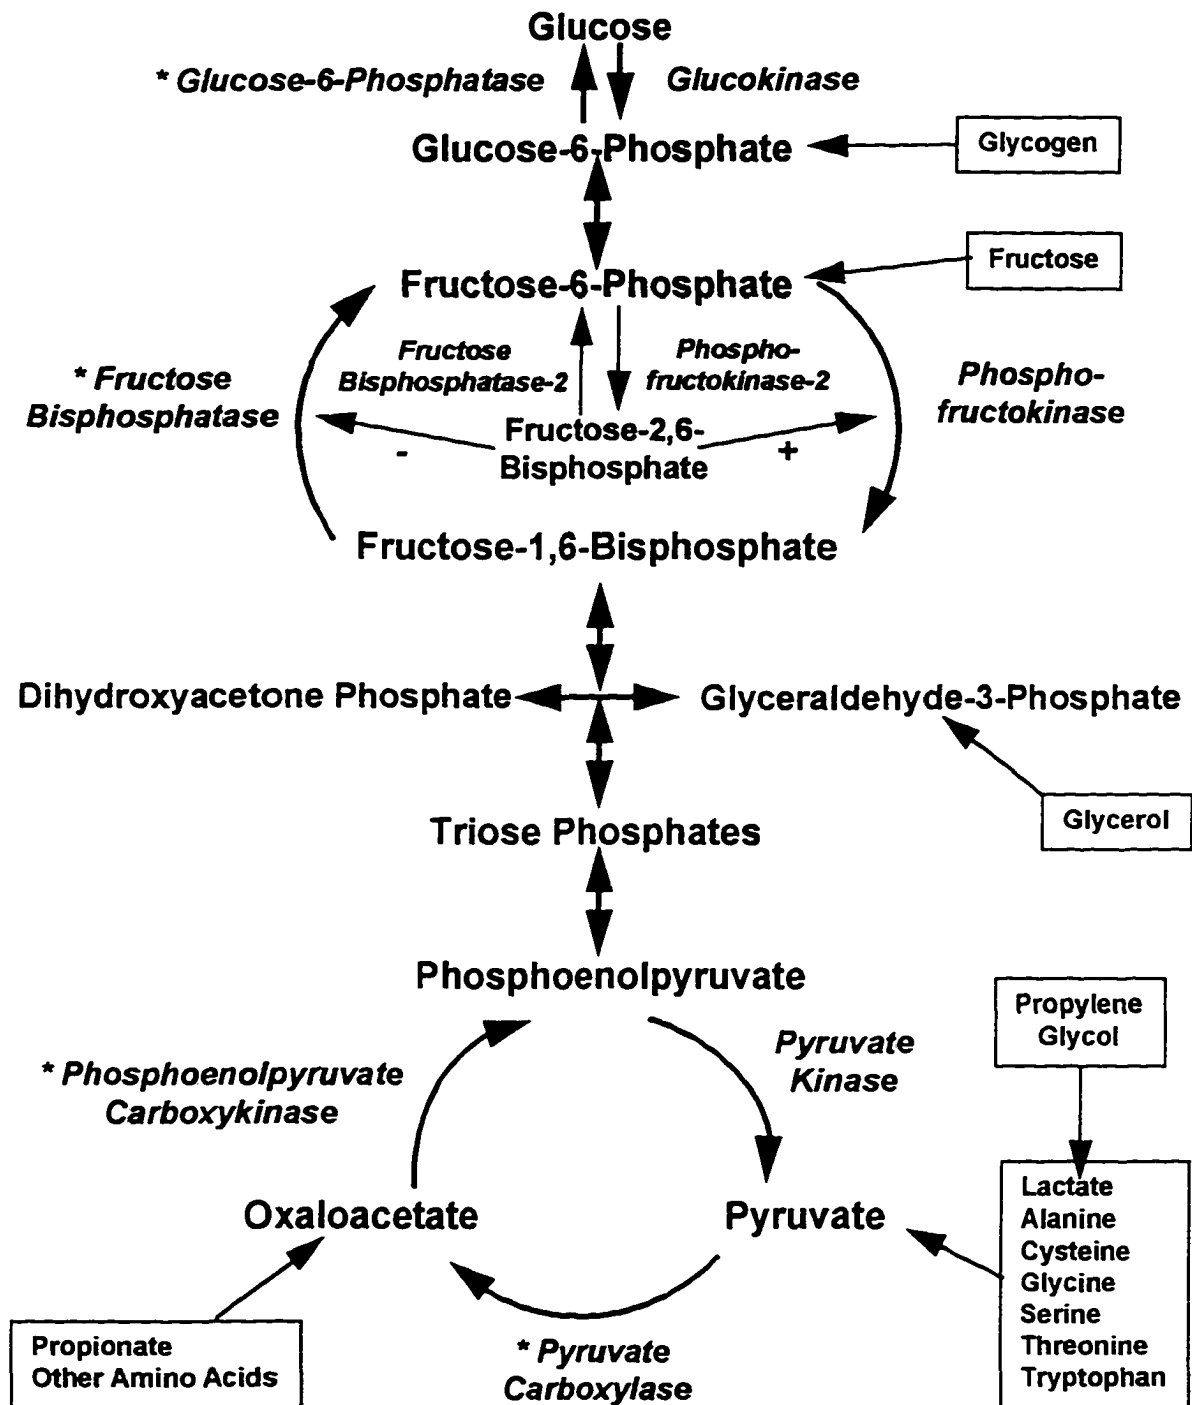 Glucose
* Glucose-6-Phosphatase
Glucokinase
Glucose-6-Phosphate
Glycogen
Fructose-6-Phosphate
Fructose
* Fructose
Bisphosphatase
Fructose
Bisphosphatase-2
Phospho-
fructokinase-2
Phospho-
fructokinase
Fructose-2,6-
Bisphosphate
-
+
Fructose-1,6-Bisphosphate
Dihydroxyacetone Phosphate
Glyceraldehyde-3-Phosphate
Glycerol
Triose Phosphates
Phosphoenolpyruvate
Propylene
Glycol
* Phosphoenolpyruvate
Carboxykinase
Pyruvate
Kinase
Oxaloacetate
Pyruvate
Lactate
Alanine
Cysteine
Glycine
Serine
Threonine
Tryptophan
Propionate
Other Amino Acids
* Pyruvate
Carboxylase